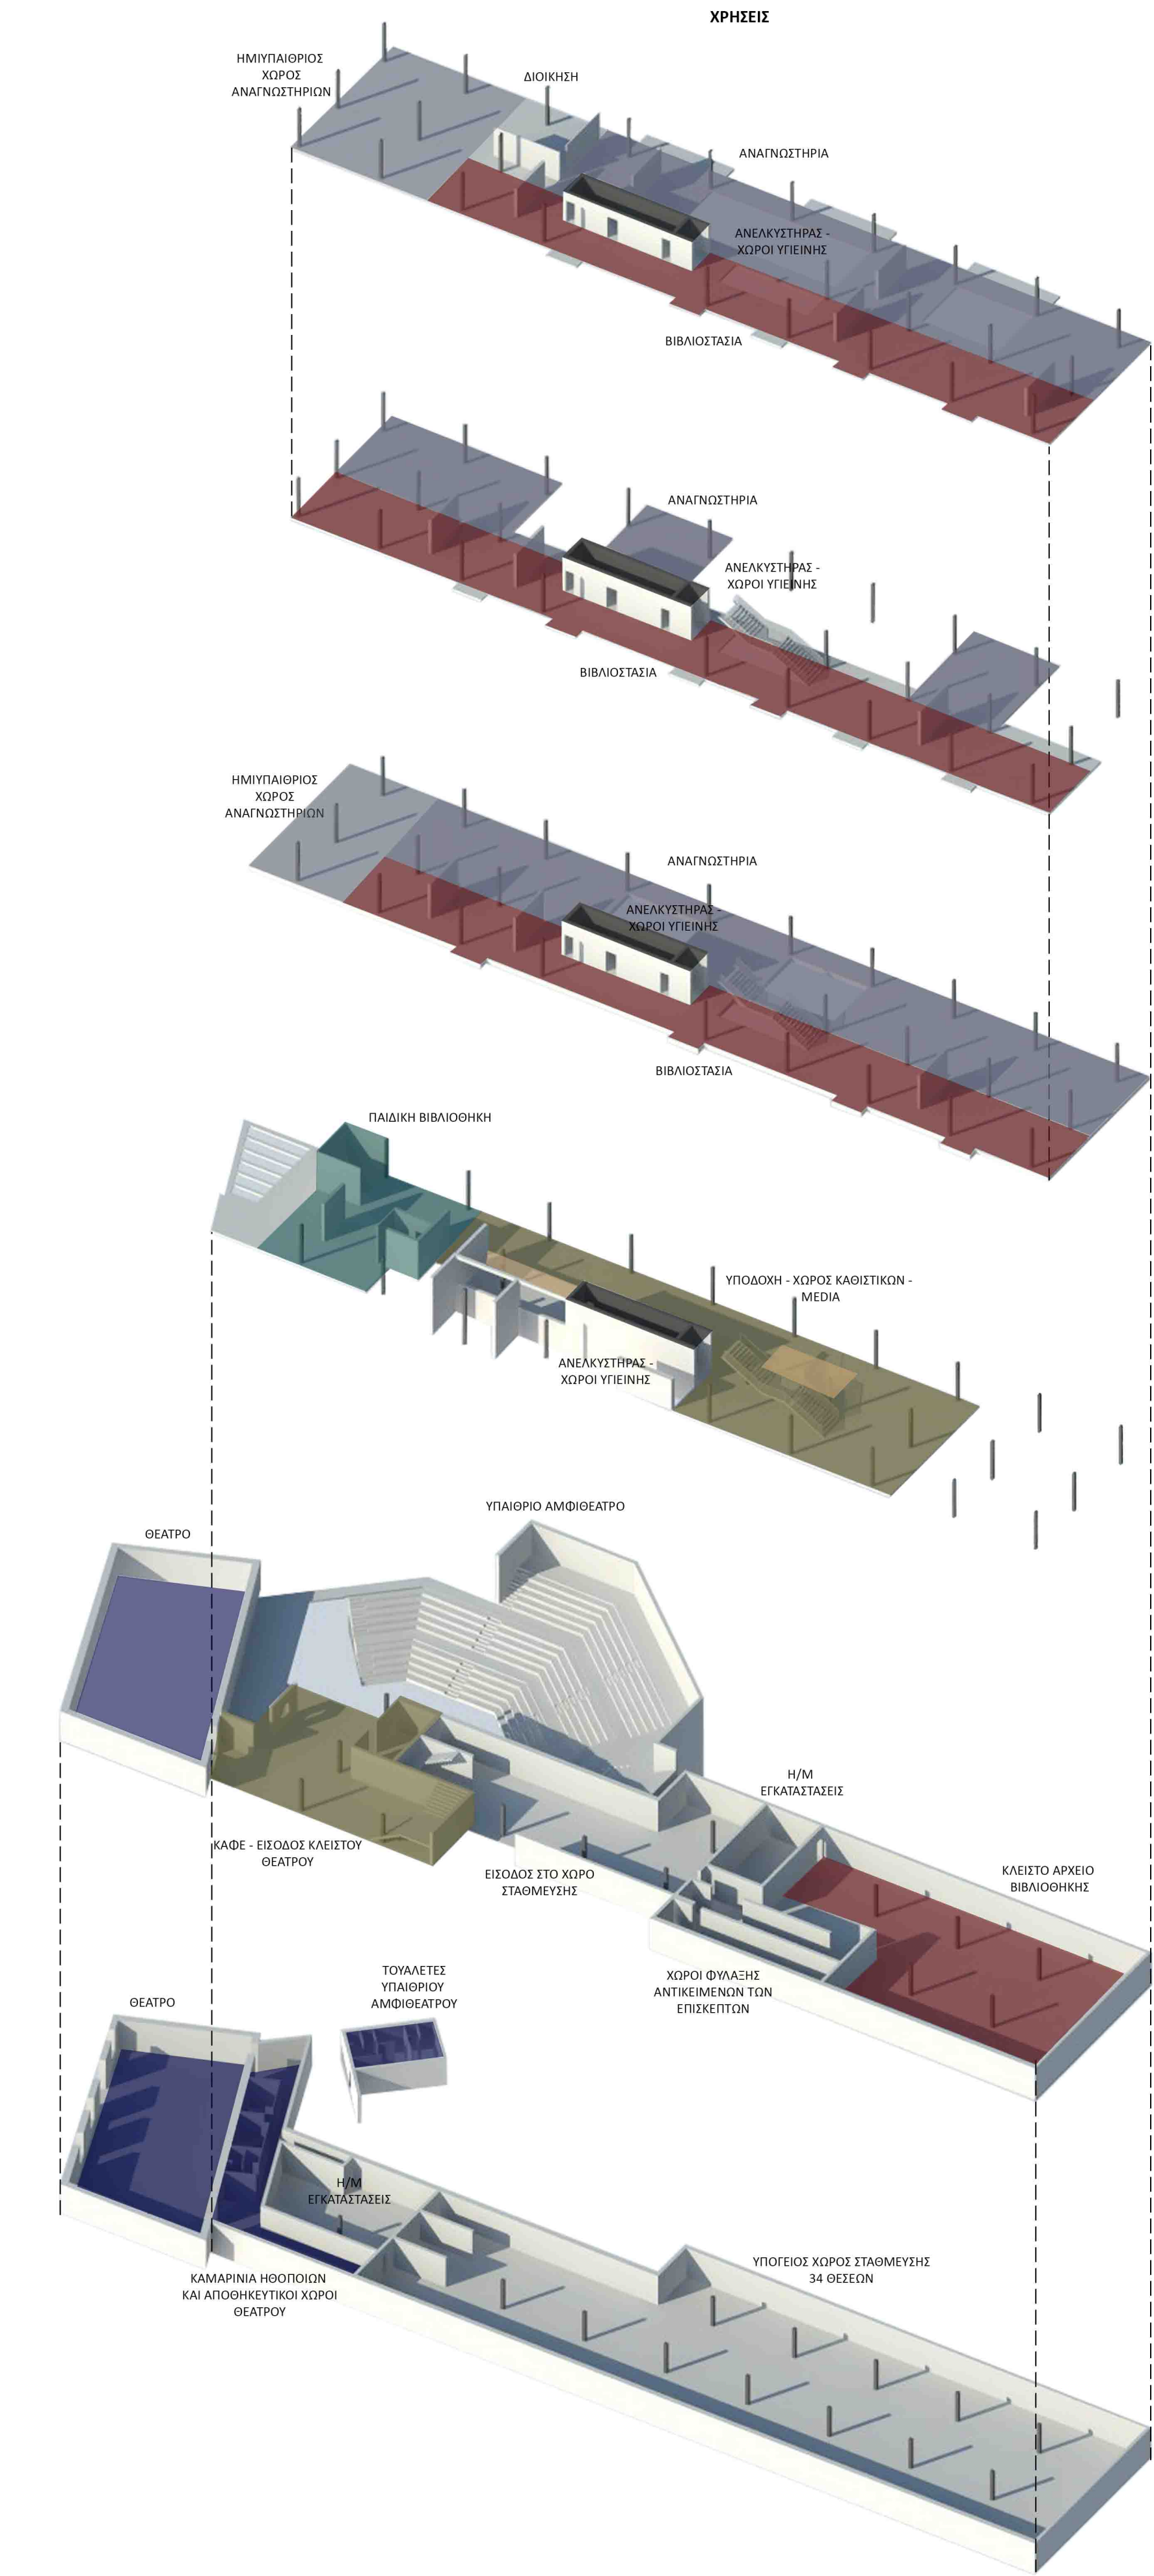 ΧΡΗΣΕΙΣ
ΗΜΙΥΠΑΙΘΡΙΟΣ
ΧΩΡΟΣ
ΑΝΑΓΝΩΣΤΗΡΙΩΝ
ΔΙΟΙΚΗΣΗ
ΑΝΑΓΝΩΣΤΗΡΙΑ
ΑΝΕΛΚΥΣΤΗΡΑΣ -
ΧΩΡΟΙ ΥΓΙΕΙΝΗΣ
ΒΙΒΛΙΟΣΤΑΣΙΑ
ΑΝΑΓΝΩΣΤΗΡΙΑ
ΑΝΕΛΚΥΣΤΗΡΑΣ -
ΧΩΡΟΙ ΥΓΙΕΙΝΗΣ
ΒΙΒΛΙΟΣΤΑΣΙΑ
ΗΜΙΥΠΑΙΘΡΙΟΣ
ΧΩΡΟΣ
ΑΝΑΓΝΩΣΤΗΡΙΩΝ
ΑΝΑΓΝΩΣΤΗΡΙΑ
ΑΝΕΛΚΥΣΤΗΡΑΣ -
ΧΩΡΟΙ ΥΓΙΕΙΝΗΣ
ΒΙΒΛΙΟΣΤΑΣΙΑ
ΠΑΙΔΙΚΗ ΒΙΒΛΙΟΘΗΚΗ
ΥΠΟΔΟΧΗ - ΧΩΡΟΣ ΚΑΘΙΣΤΙΚΩΝ -
MEDIA
ΑΝΕΛΚΥΣΤΗΡΑΣ -
ΧΩΡΟΙ ΥΓΙΕΙΝΗΣ
ΥΠΑΙΘΡΙΟ ΑΜΦΙΘΕΑΤΡΟ
ΘΕΑΤΡΟ
Η/Μ
ΕΓΚΑΤΑΣΤΑΣΕΙΣ
ΚΑΦΕ - ΕΙΣΟΔΟΣ ΚΛΕΙΣΤΟΥ
ΘΕΑΤΡΟΥ
ΕΙΣΟΔΟΣ ΣΤΟ ΧΩΡΟ
ΣΤΑΘΜΕΥΣΗΣ
ΚΛΕΙΣΤΟ ΑΡΧΕΙΟ
ΒΙΒΛΙΟΘΗΚΗΣ
ΧΩΡΟΙ ΦΥΛΑΞΗΣ
ΑΝΤΙΚΕΙΜΕΝΩΝ ΤΩΝ
ΕΠΙΣΚΕΠΤΩΝ
ΤΟΥΑΛΕΤΕΣ
ΥΠΑΙΘΡΙΟΥ
ΑΜΦΙΘΕΑΤΡΟΥ
ΘΕΑΤΡΟ
Η/Μ
ΕΓΚΑΤΑΣΤΑΣΕΙΣ
ΥΠΟΓΕΙΟΣ ΧΩΡΟΣ ΣΤΑΘΜΕΥΣΗΣ
34 ΘΕΣΕΩΝ
ΚΑΜΑΡΙΝΙΑ ΗΘΟΠΟΙΩΝ
ΚΑΙ ΑΠΟΘΗΚΕΥΤΙΚΟΙ ΧΩΡΟΙ
ΘΕΑΤΡΟΥ